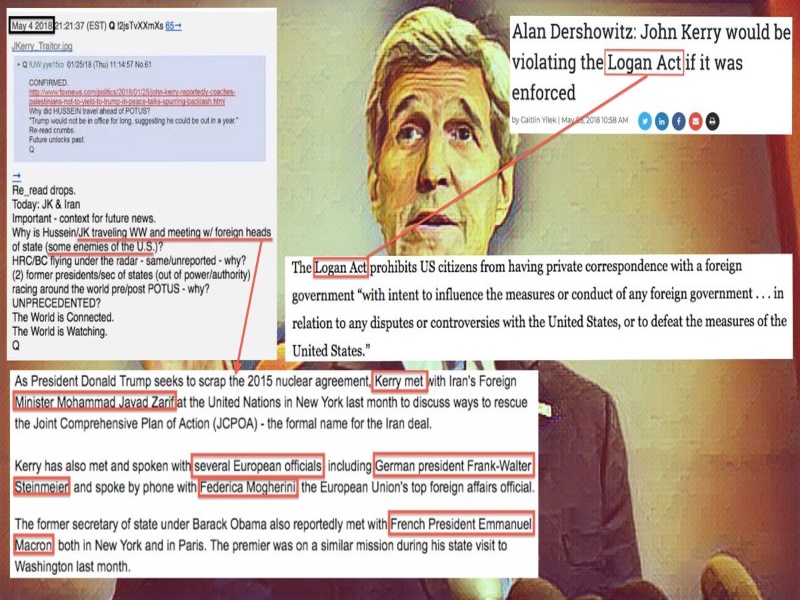 May 4 2018 21:21:37 (EST) Q !2jsTvXXmXs 65→
JKerry_Traitor.jpg
• Q !UW.yye1fxo 01/25/18 (Thu) 11:14:57 No.61
CONFIRMED.
http://www.foxnews.com/politics/2018/01/25/john-kerry-reportedly-coaches-
palestinians-not-to-yield-to-trump-in-peace-talks-spurring-backlash.html
Why did HUSSEIN travel ahead of POTUS?
"Trump would not be in office for long, suggesting he could be out in a year."
Re-read crumbs.
Future unlocks past.
Q
→
Re_read drops.
Today: JK & Iran
Important - context for future news.
Why is Hussein/JK traveling WW and meeting w/ foreign heads
of state (some enemies of the U.S.)?
HRC/BC flying under the radar - same/unreported - why?
(2) former presidents/sec of states (out of power/authority)
racing around the world pre/post POTUS - why?
UNPRECEDENTED?
The World is Connected.
The World is Watching.
Q
Alan Dershowitz: John Kerry would be
violating the Logan Act if it was
enforced
by Caitlin Yilek | May 05, 2018 10:58 AM
The Logan Act prohibits US citizens from having private correspondence with a foreign
government “with intent to influence the measures or conduct of any foreign government . . . in
relation to any disputes or controversies with the United States, or to defeat the measures of the
United States.”
As President Donald Trump seeks to scrap the 2015 nuclear agreement, Kerry met with Iran's Foreign
Minister Mohammad Javad Zarif at the United Nations in New York last month to discuss ways to rescue
the Joint Comprehensive Plan of Action (JCPOA) - the formal name for the Iran deal.
Kerry has also met and spoken with several European officials including German president Frank-Walter
Steinmeier and spoke by phone with Federica Mogherini, the European Union's top foreign affairs official.
The former secretary of state under Barack Obama also reportedly met with French President Emmanuel
Macron both in New York and in Paris. The premier was on a similar mission during his state visit to
Washington last month.